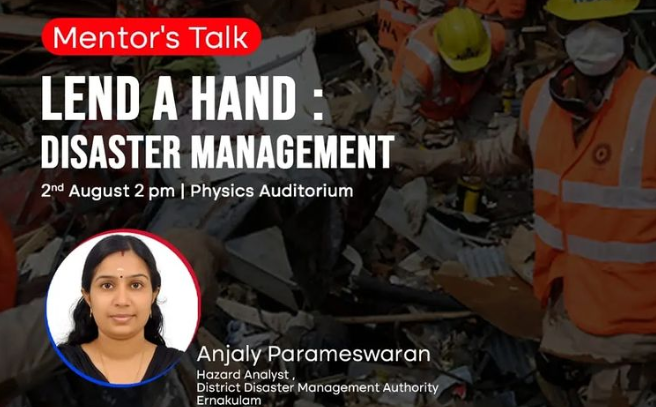 Mentor's Talk
LEND A HAND :
DISASTER MANAGEMENT
2nd August 2 pm | Physics Auditorium
Anjaly Parameswaran
Hazard Analyst ,
District Disaster Management Authority
Ernakulam